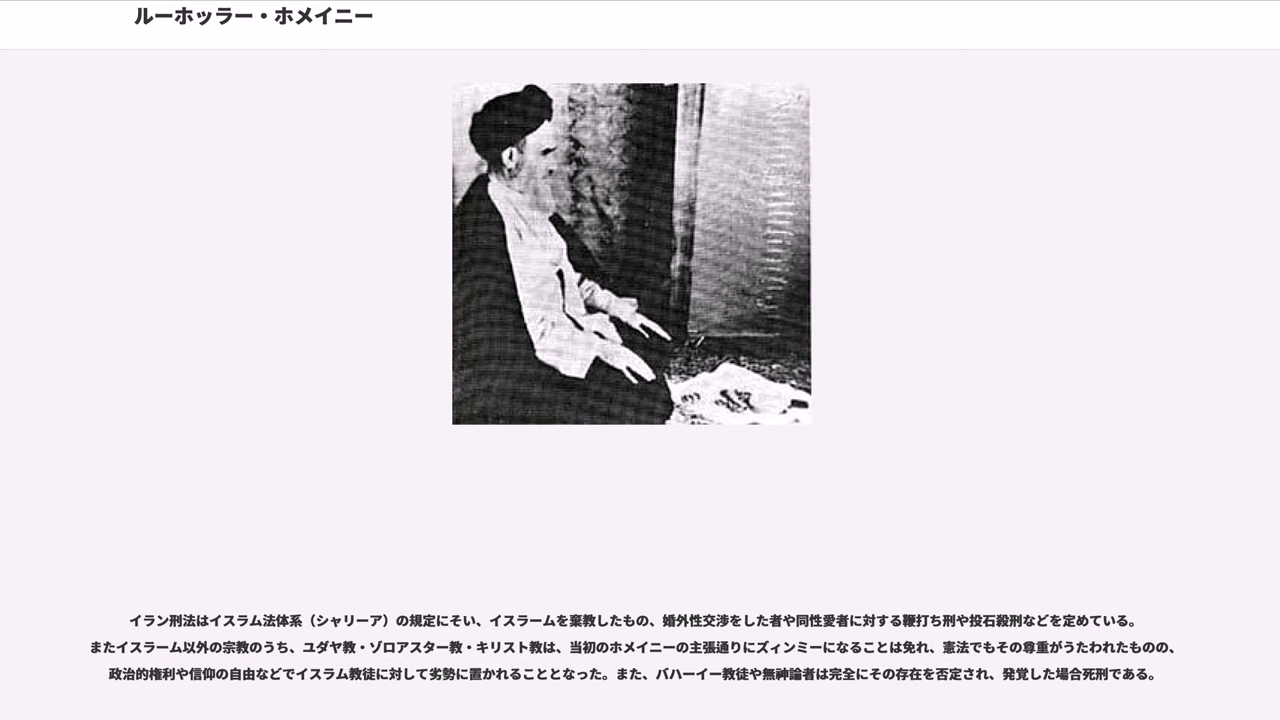 ルーホッラー・ホメイニー
イラン刑法はイスラム法体系（シャリーア）の規定にそい、イスラームを棄教したもの、婚外性交渉をした者や同性愛者に対する鞭打ち刑や投石殺刑などを定めている。
またイスラーム以外の宗教のうち、ユダヤ教・ゾロアスター教・キリスト教は、当初のホメイニーの主張通りにズィンミーになることは免れ、憲法でもその尊重がうたわれたものの、
政治的権利や信仰の自由などでイスラム教徒に対して劣勢に置かれることとなった。また、バハーイー教徒や無神論者は完全にその存在を否定され、発覚した場合死刑である。